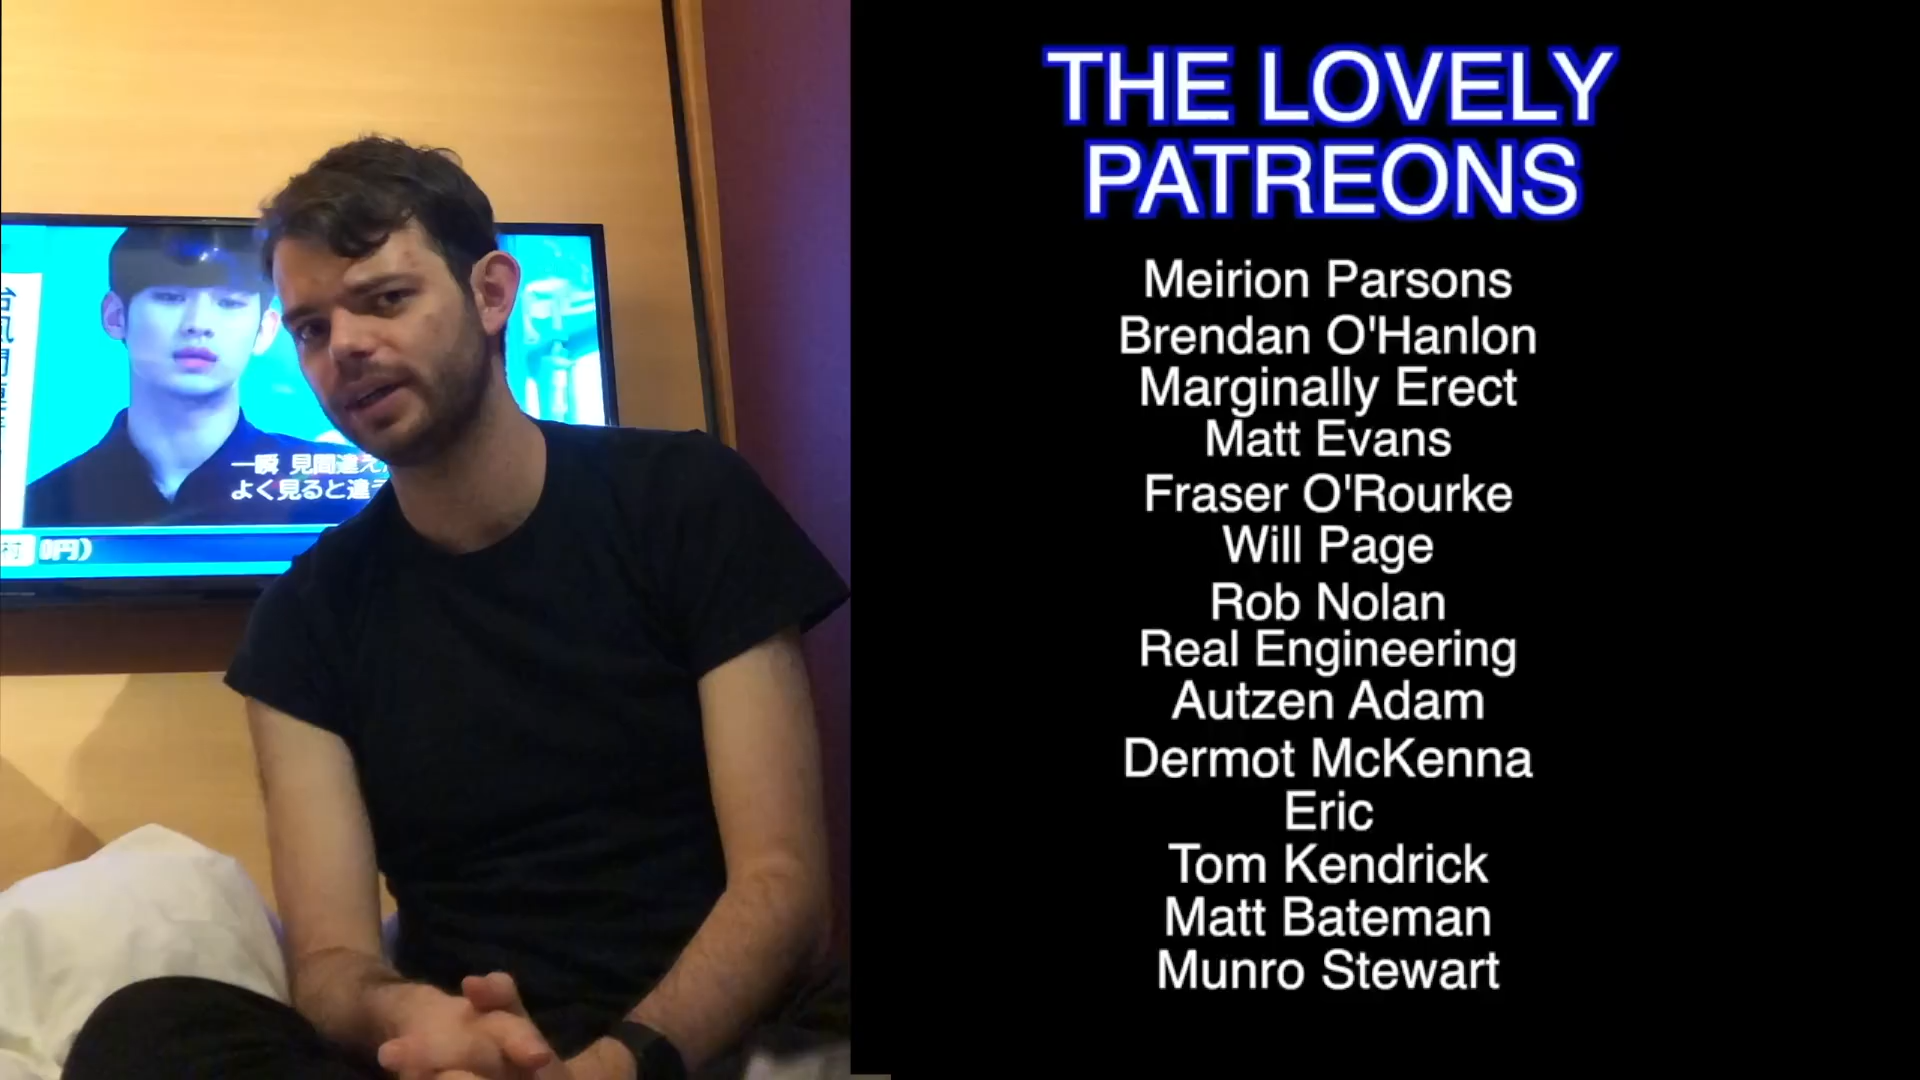 一瞬 見間違え
よく見ると違
0円)
THE LOVELY
PATREONS
Meirion Parsons
Brendan O'Hanlon
Marginally Erect
Matt Evans
Fraser O'Rourke
Will Page
Rob Nolan
Real Engineering
Autzen Adam
Dermot McKenna
Eric
Tom Kendrick
Matt Bateman
Munro Stewart